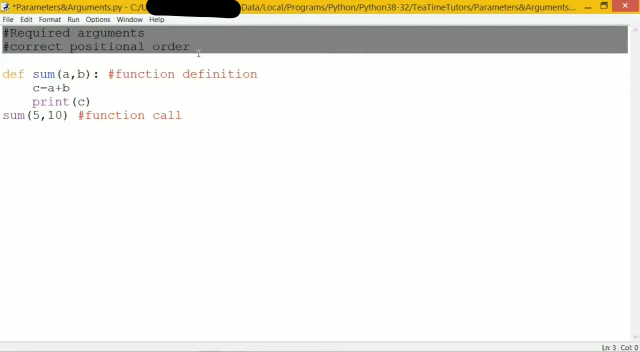 *Parameters&Arguments.py - C:/U Data/Local/Programs/Python/Python38-32/TeaTimeTutors/Parameters&Arguments....
File Edit Format Run Options Window Help
#Required arguments
#correct positional order
def sum(a,b): #function definition
    c=a+b
    print(c)
sum(5,10) #function call
Ln: 3 Col: 0